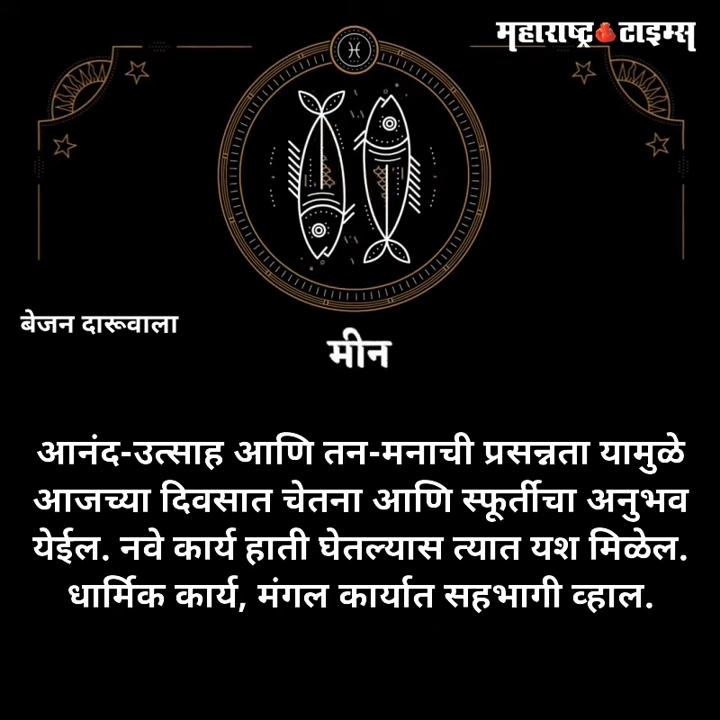 महाराष्ट्र टाइम्स
बेजन दारूवाला
मीन
आनंद-उत्साह आणि तन-मनाची प्रसन्नता यामुळे
आजच्या दिवसात चेतना आणि स्फूर्तीचा अनुभव
येईल. नवे कार्य हाती घेतल्यास त्यात यश मिळेल.
धार्मिक कार्य, मंगल कार्यात सहभागी व्हाल.